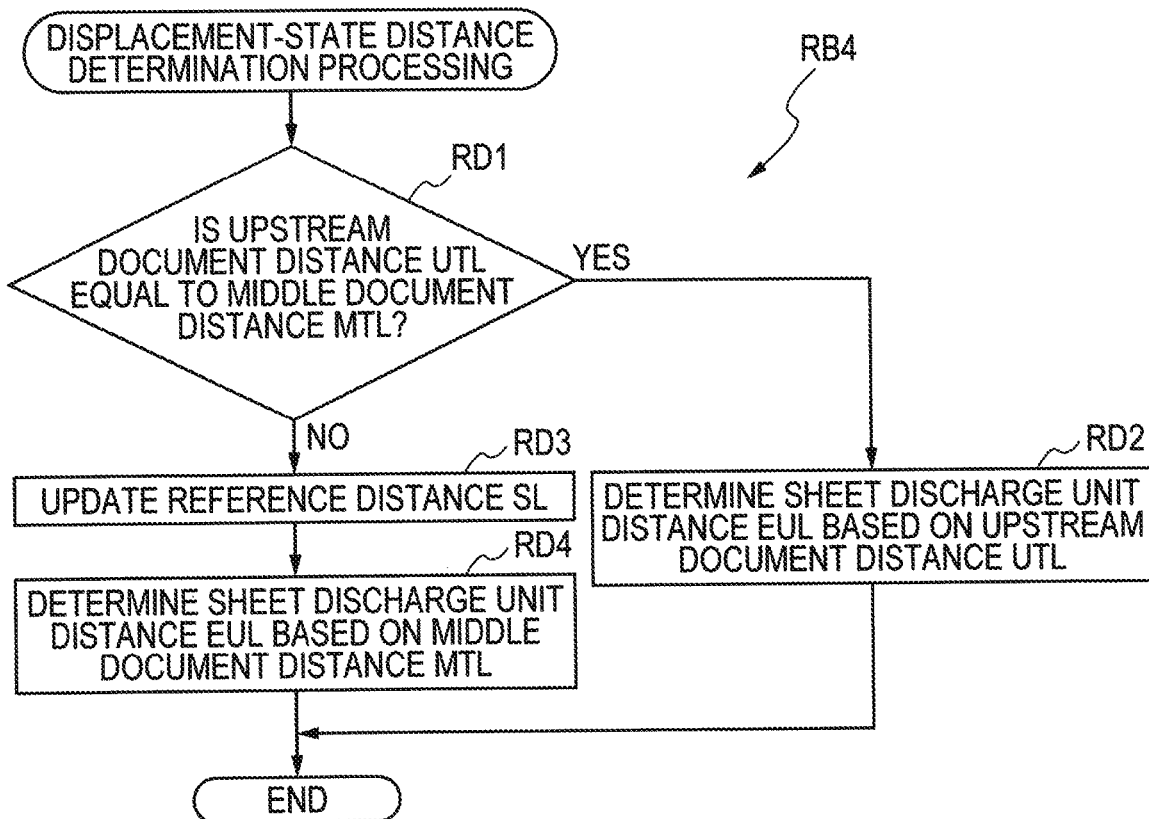 DISPLACEMENT-STATE DISTANCE
DETERMINATION PROCESSING
RB4
RD1
IS UPSTREAM
DOCUMENT DISTANCE UTL
EQUAL TO MIDDLE DOCUMENT
DISTANCE MTL?
YES
NO
RD3
UPDATE REFERENCE DISTANCE SL
RD4
DETERMINE SHEET DISCHARGE UNIT
DISTANCE EUL BASED ON MIDDLE
DOCUMENT DISTANCE MTL
RD2
DETERMINE SHEET DISCHARGE UNIT
DISTANCE EUL BASED ON UPSTREAM
DOCUMENT DISTANCE UTL
END